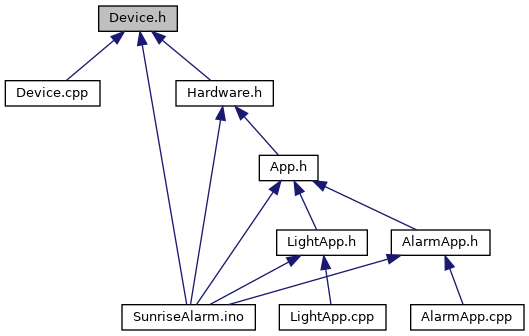 Device.h
Device.cpp
Hardware.h
App.h
LightApp.h
AlarmApp.h
SunriseAlarm.ino
LightApp.cpp
AlarmApp.cpp